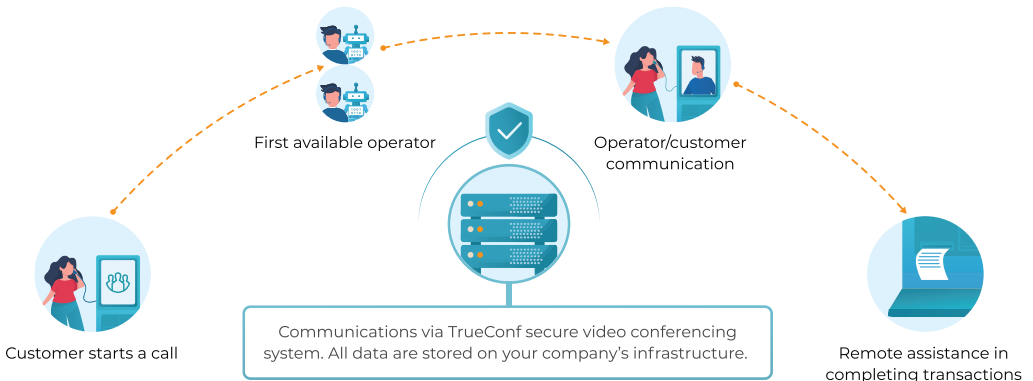 First available operator
Operator/customer
communication
Customer starts a call
Communications via TrueConf secure video conferencing
system. All data are stored on your company’s infrastructure.
Remote assistance in
completing transactions